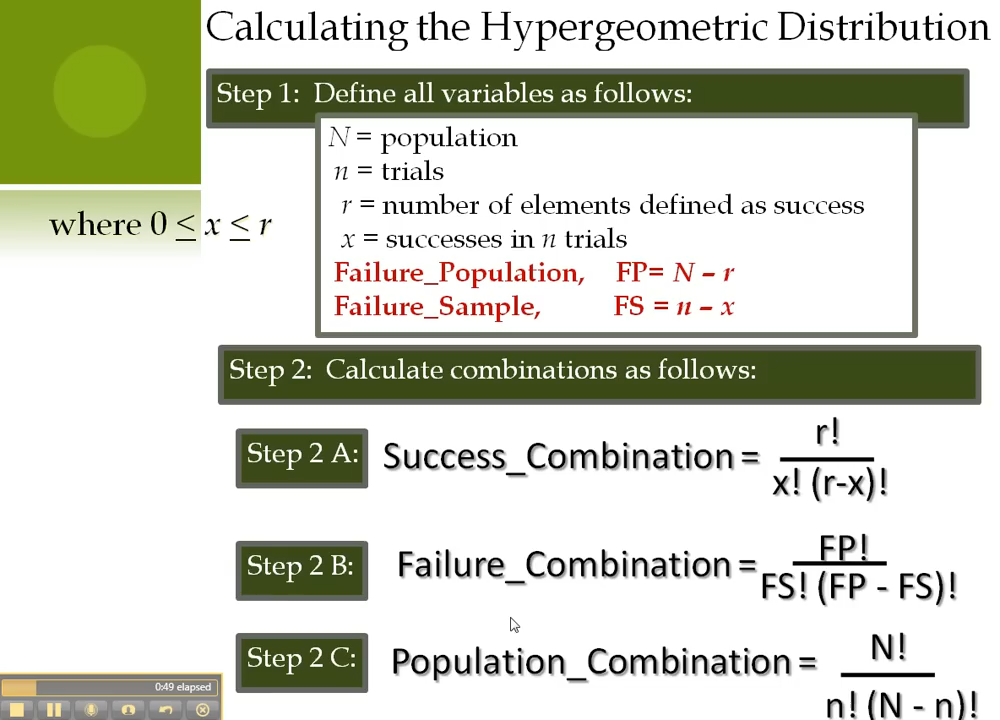 Calculating the Hypergeometric Distribution
Step 1: Define all variables as follows:
N = population
n = trials
r = number of elements defined as success
x = successes in n trials
Failure_Population, FP= N – r
Failure_Sample, FS = n – x
where 0 ≤ x ≤ r
Step 2: Calculate combinations as follows:
Step 2 A: Success_Combination = r!
x! (r-x)!
Step 2 B: Failure_Combination = FP!
FS! (FP - FS)!
Step 2 C: Population_Combination = N!
n! (N - n)!
0:49 elapsed